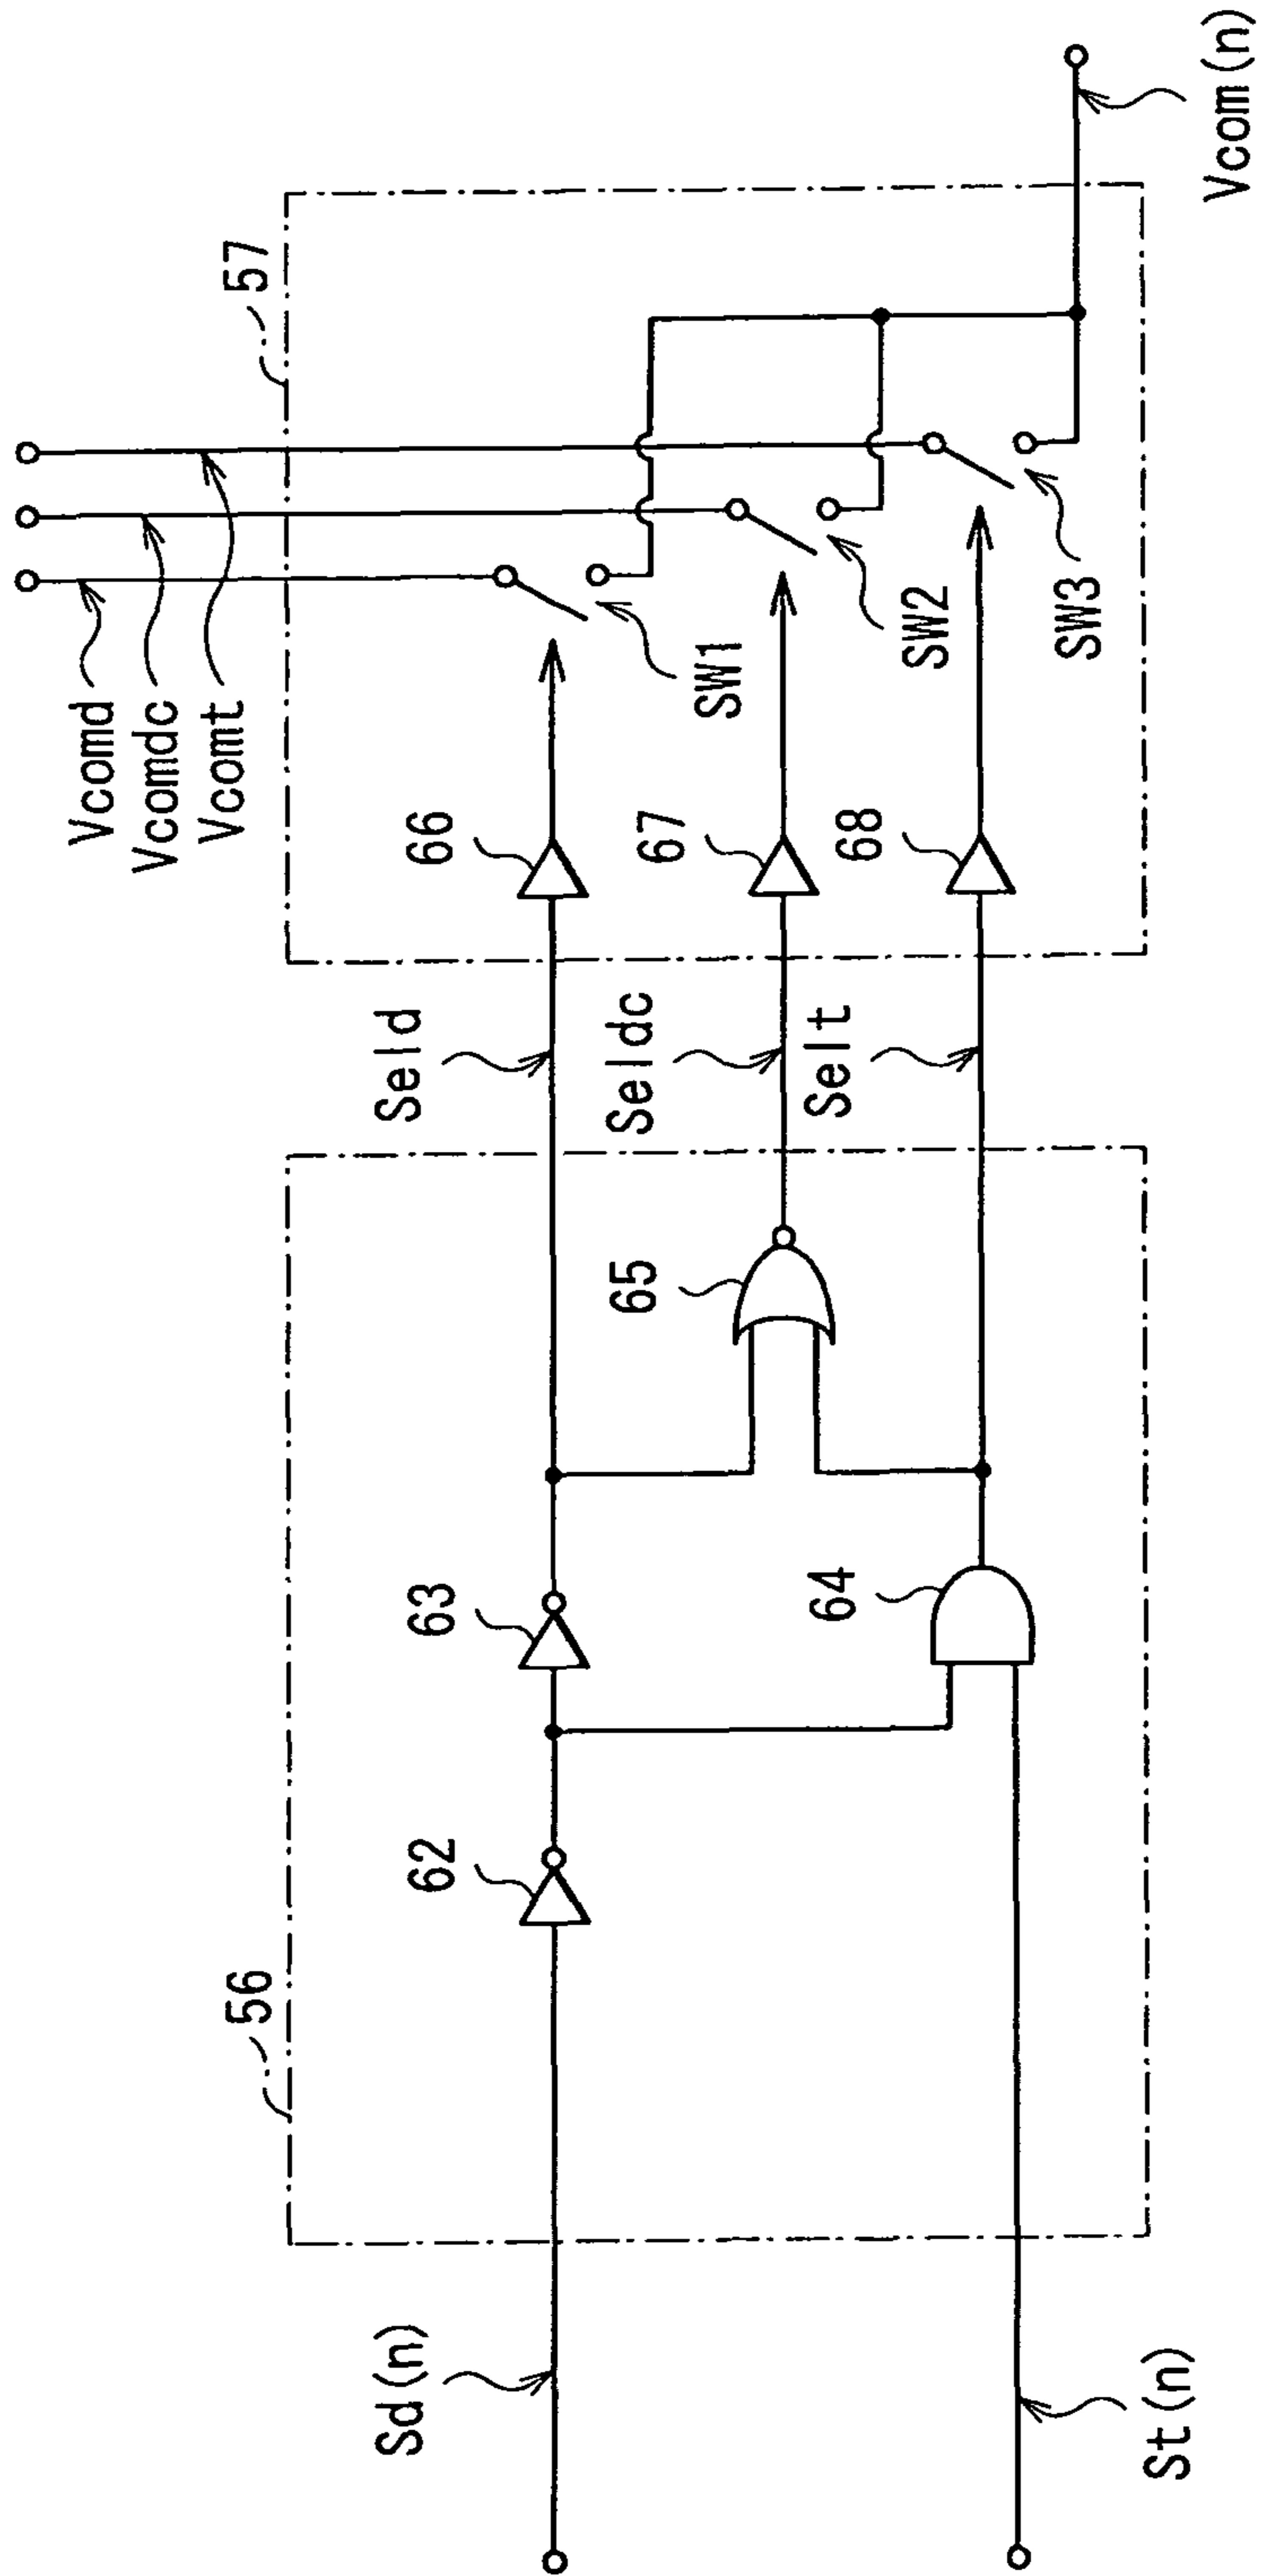 Vcomd
Vcomdc
Vcomt
57
56
Sd(n)
62
63
Seld
66
SW1
65
Seldc
67
SW2
St(n)
64
Selt
68
SW3
Vcom(n)